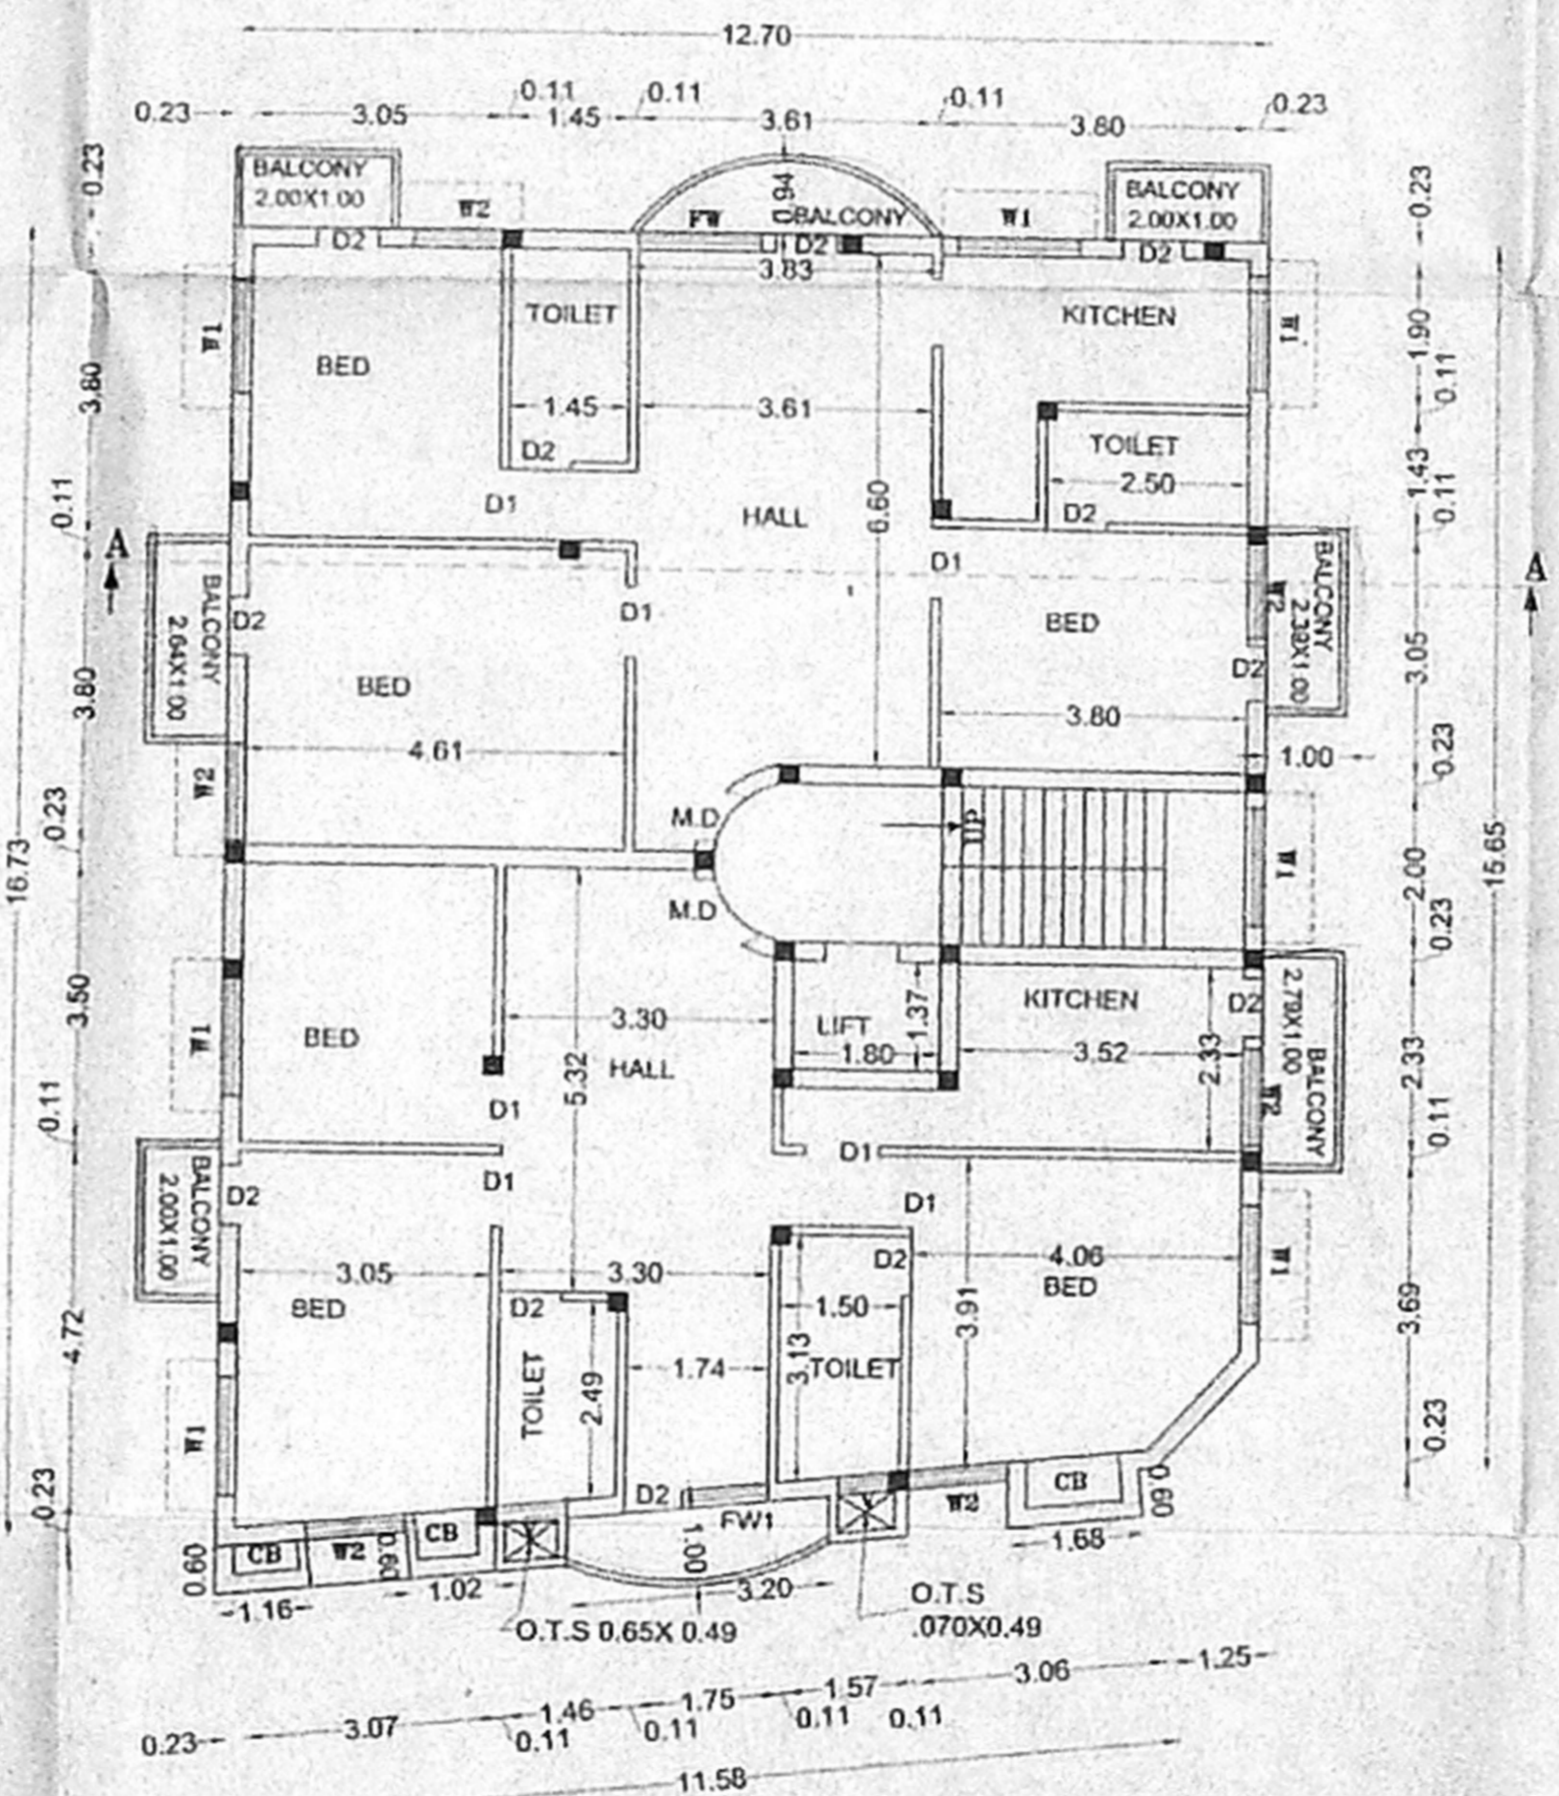 12.70
0.23 3.05 0.11 1.45 0.11 3.61 0.11 3.80 0.23
BALCONY
2.00X1.00
W2
FW
0.94
BALCONY
W1
BALCONY
2.00X1.00
D2
D2
D2
3.83
0.23
0.23
TOILET
KITCHEN
W1
W1
BED
3.80
1.90
0.11
1.45
3.61
TOILET
D2
2.50
1.43
0.11
0.11
D1
HALL
6.60
D2
A
A
D1
BALCONY
2.64X1.00
D2
D1
BED
W2
BALCONY
2.39X1.00
3.05
BED
D2
3.80
3.80
4.61
1.00
0.23
W2
M.D
UP
0.23
16.73
15.65
W1
2.00
M.D
0.23
KITCHEN
D2
2.79X1.00
BALCONY
3.50
W1
BED
3.30
LIFT
1.37
1.80
3.52
2.33
2.33
HALL
5.32
W2
0.11
D1
0.11
D1
D1
BALCONY
2.00X1.00
D2
D1
D2
4.06
BED
W1
3.05
BED
3.30
D2
1.50
3.91
3.69
4.72
TOILET
2.49
1.74
3.13
TOILET
W1
0.23
0.23
D2
FW1
W2
CB
0.60
CB
W2
0.60
CB
0.60
1.00
1.68
1.16
1.02
3.20
O.T.S 0.65X 0.49
O.T.S
.070X0.49
0.23 3.07 0.11 1.46 0.11 1.75 0.11 1.57 0.11 3.06 1.25
11.58